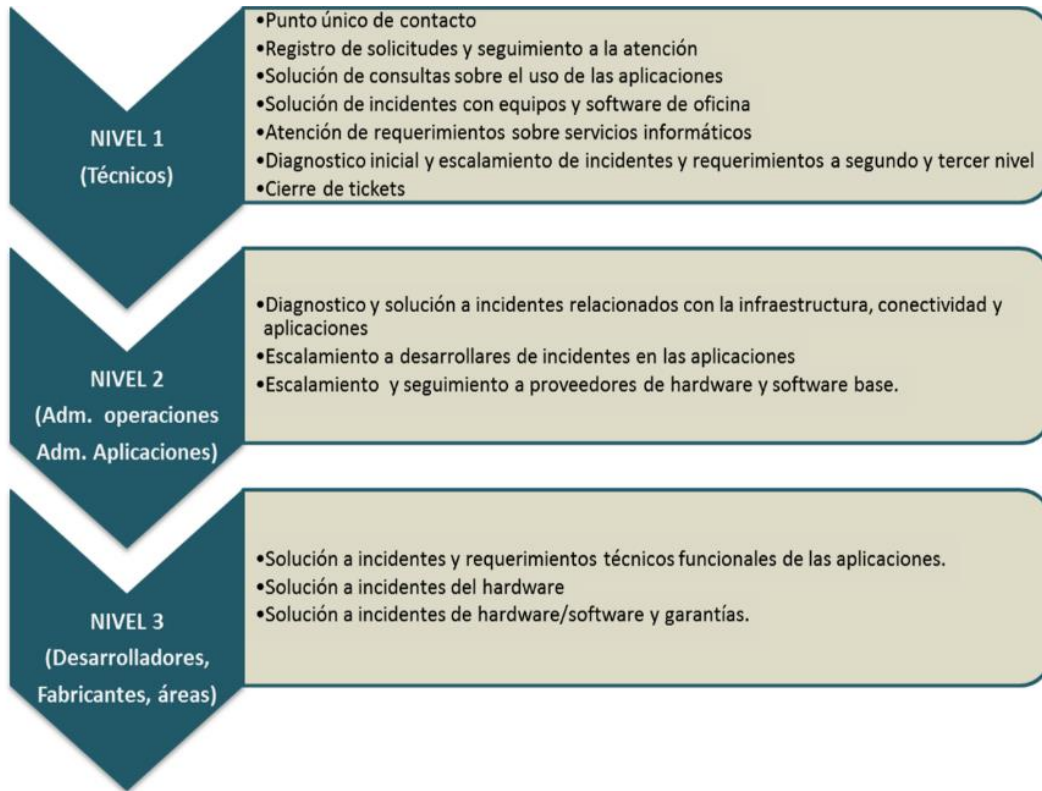 NIVEL 1
(Técnicos)
•Punto único de contacto
•Registro de solicitudes y seguimiento a la atención
•Solución de consultas sobre el uso de las aplicaciones
•Solución de incidentes con equipos y software de oficina
•Atención de requerimientos sobre servicios informáticos
•Diagnostico inicial y escalamiento de incidentes y requerimientos a segundo y tercer nivel
•Cierre de tickets
NIVEL 2
(Adm. operaciones
Adm. Aplicaciones)
•Diagnostico y solución a incidentes relacionados con la infraestructura, conectividad y
aplicaciones
•Escalamiento a desarrollares de incidentes en las aplicaciones
•Escalamiento y seguimiento a proveedores de hardware y software base.
NIVEL 3
(Desarrolladores,
Fabricantes, áreas)
•Solución a incidentes y requerimientos técnicos funcionales de las aplicaciones.
•Solución a incidentes del hardware
•Solución a incidentes de hardware/software y garantías.